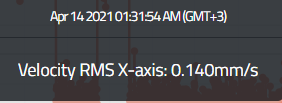 Apr 14 2021 01:31:54 AM (GMT+3)
Velocity RMS X-axis: 0.140mm/s